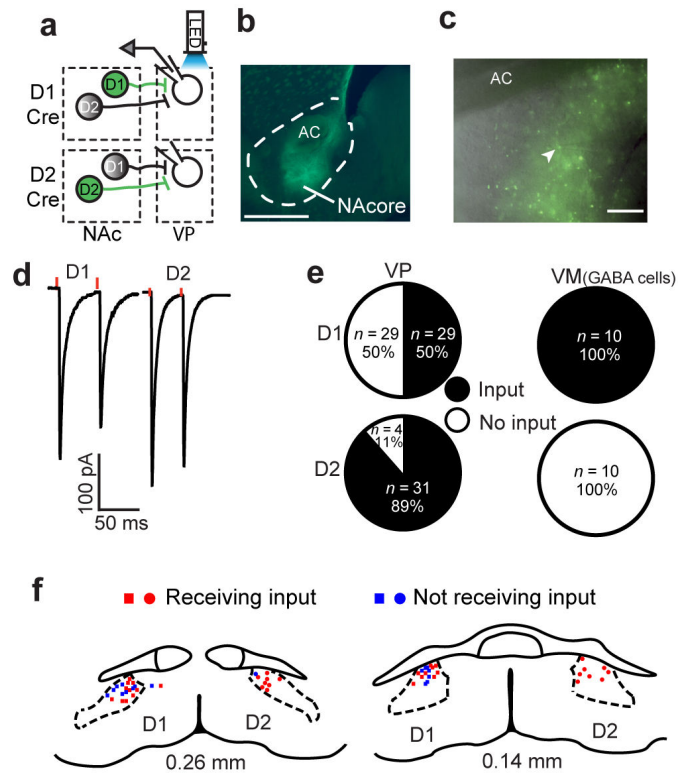 a
LED
D1
Cre
D1
D2
D2
Cre
D1
D2
NAc
VP
b
AC
NAcore
c
AC
d
D1
D2
100 pA
50 ms
e
VP
VM(GABA cells)
D1
n = 29
50%
n = 29
50%
n = 10
100%
Input
No input
D2
n = 4
11%
n = 31
89%
n = 10
100%
f
Receiving input
Not receiving input
D1
D2
0.26 mm
D1
D2
0.14 mm